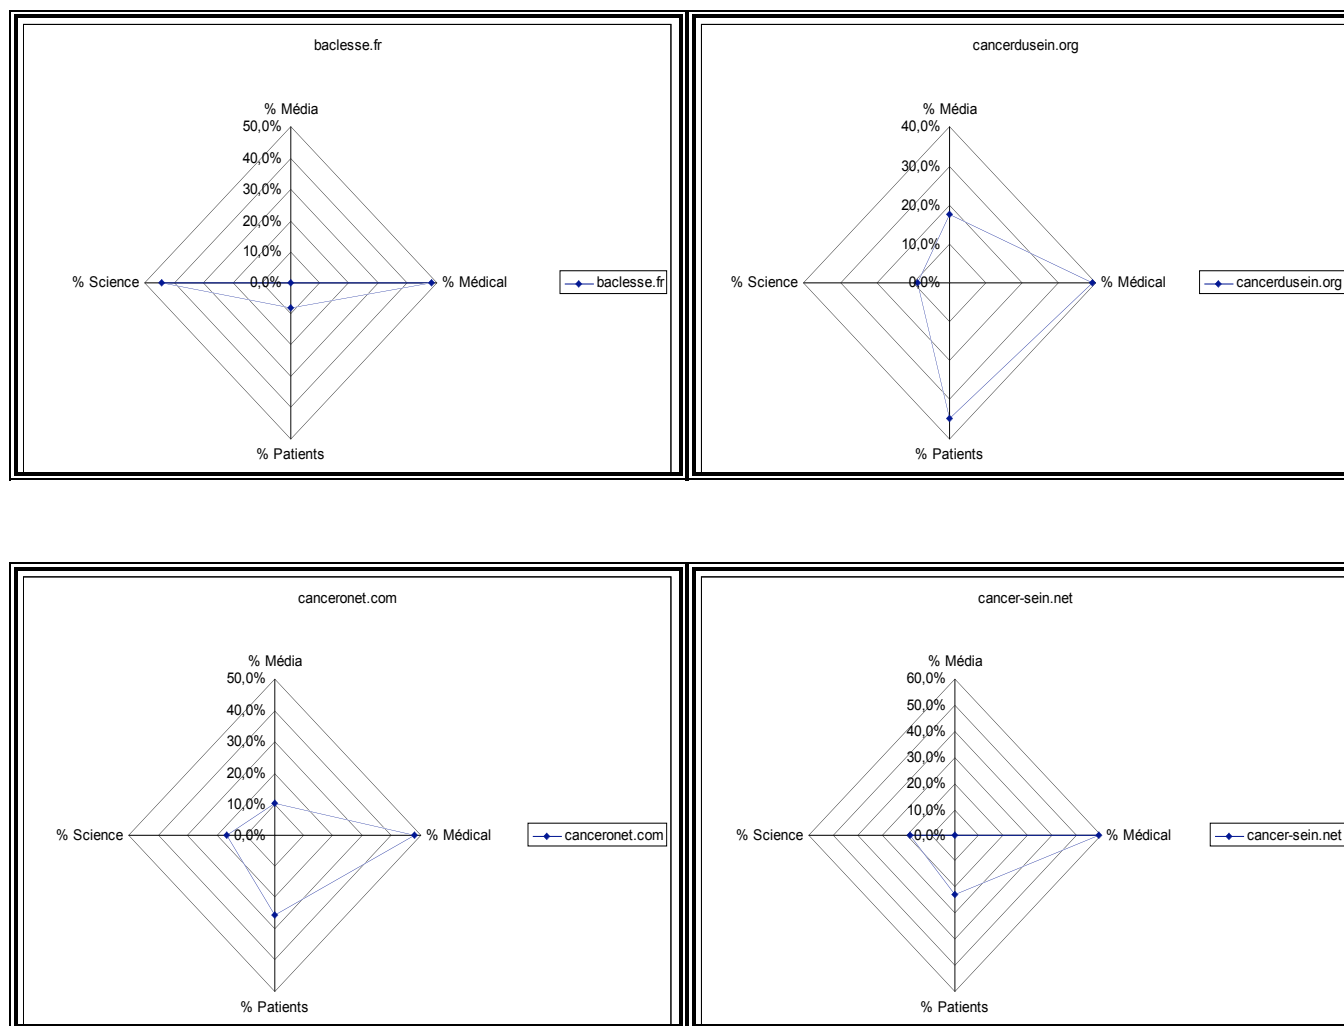 baclesse.fr
% Média
50,0%
40,0%
30,0%
20,0%
10,0%
0,0%
% Science
% Médical
% Patients
baclesse.fr
cancerdusein.org
% Média
40,0%
30,0%
20,0%
10,0%
0,0%
% Science
% Médical
% Patients
cancerdusein.org
canceronet.com
% Média
50,0%
40,0%
30,0%
20,0%
10,0%
0,0%
% Science
% Médical
% Patients
canceronet.com
cancer-sein.net
% Média
60,0%
50,0%
40,0%
30,0%
20,0%
10,0%
0,0%
% Science
% Médical
% Patients
cancer-sein.net